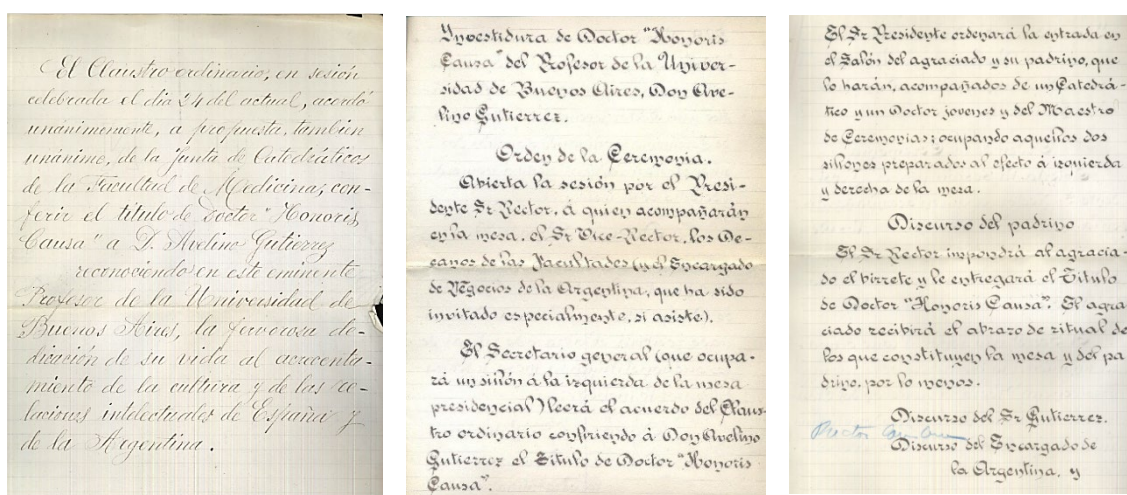 El Claustro ordinario, en sesión
celebrada el día 24 del actual, acordó
unánimemente, a propuesta, tambien
unánime, de la Junta de Catedráticos
de la Facultad de Medicina, con-
ferir el título de Doctor "Honoris
Causa" a D. Avelino Gutierrez
reconociendo en este eminente
Profesor de la Universidad de
Buenos Aires, la fervorosa de-
dicación de su vida al acrecenta-
miento de la cultura y de las re-
laciones intelectuales de España y
de la Argentina.
Ynvestidura de Doctor "Honoris
Causa" del Profesor de la Univer-
sidad de Buenos Aires, Don Ave-
lino Gutierrez.
Orden de la Ceremonia.
Abierta la sesión por el Presi-
dente Sr Rector, á quien acompañarán
en la mesa, el Sr Vice-Rector, los De-
canos de las Facultades (y el Encargado
de Negocios de la Argentina, que ha sido
invitado especialmente, si asiste).
El Secretario general (que ocupa-
rá un sillón á la izquierda de la mesa
presidencial) leerá el acuerdo del Claus-
tro ordinario confiriendo á Don Avelino
Gutierrez el Título de Doctor "Honoris
Causa".
El Sr Presidente ordenará la entrada en
el Salón del agraciado y su padrino, que
lo harán, acompañados de un Catedrá-
tico y un Doctor jovenes y del Maestro
de Ceremonias; ocupando aquellos dos
sillones preparados al efecto á izquierda
y derecha de la mesa.
Discurso del padrino
El Sr Rector impondrá al agracia-
do el birrete y le entregará el Título
de Doctor "Honoris Causa". El agra
ciado recibirá el abrazo de ritual de
los que constituyen la mesa y del pa
drino, por lo menos.
Discurso del Sr Gutierrez.
Discurso del Encargado de
la Argentina, y